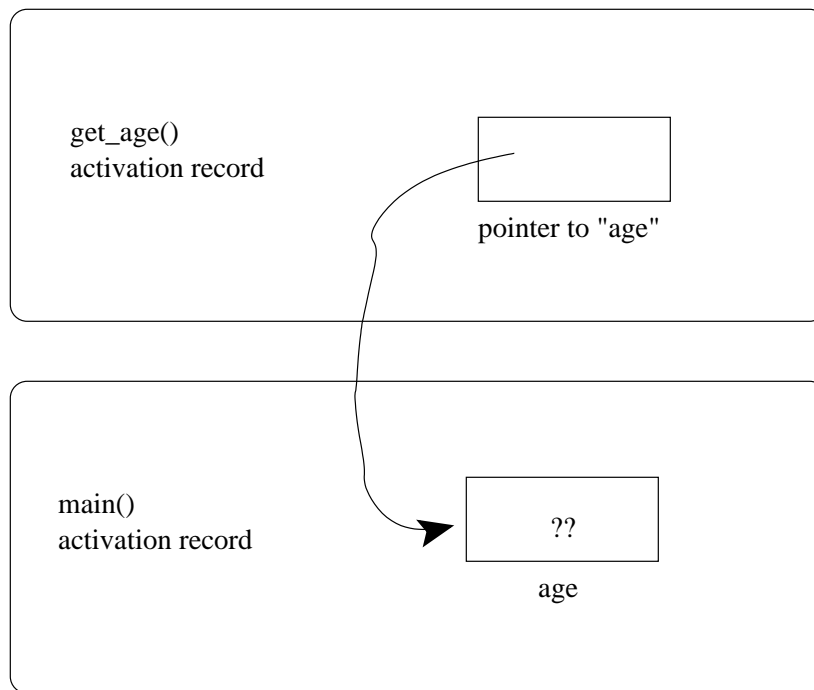 get_age()
activation record
pointer to "age"
main()
activation record
??
age